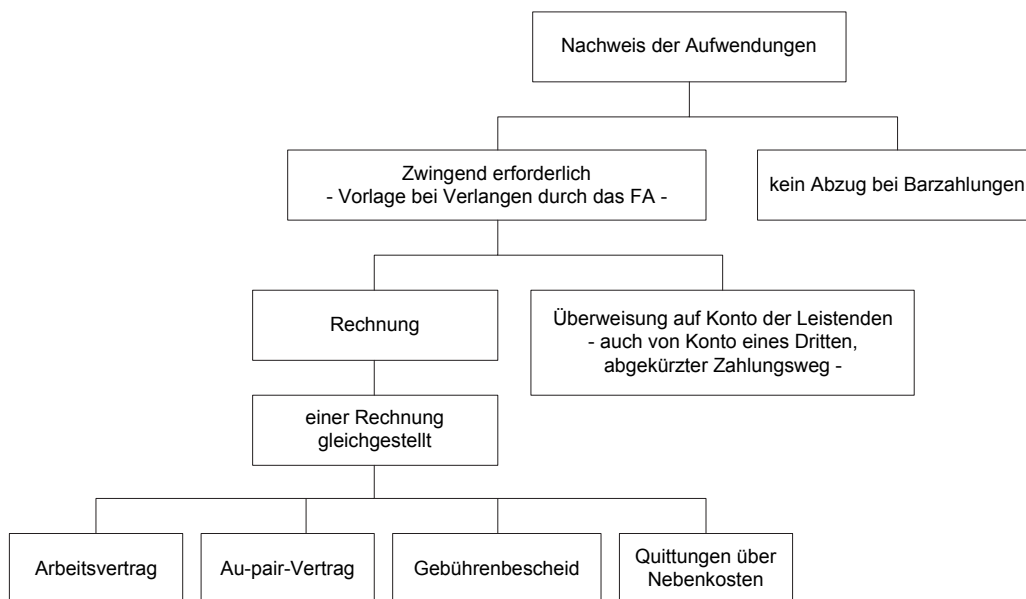 Nachweis der Aufwendungen
Zwingend erforderlich
- Vorlage bei Verlangen durch das FA -
kein Abzug bei Barzahlungen
Rechnung
Überweisung auf Konto der Leistenden
- auch von Konto eines Dritten,
abgekürzter Zahlungsweg -
einer Rechnung
gleichgestellt
Arbeitsvertrag
Au-pair-Vertrag
Gebührenbescheid
Quittungen über
Nebenkosten